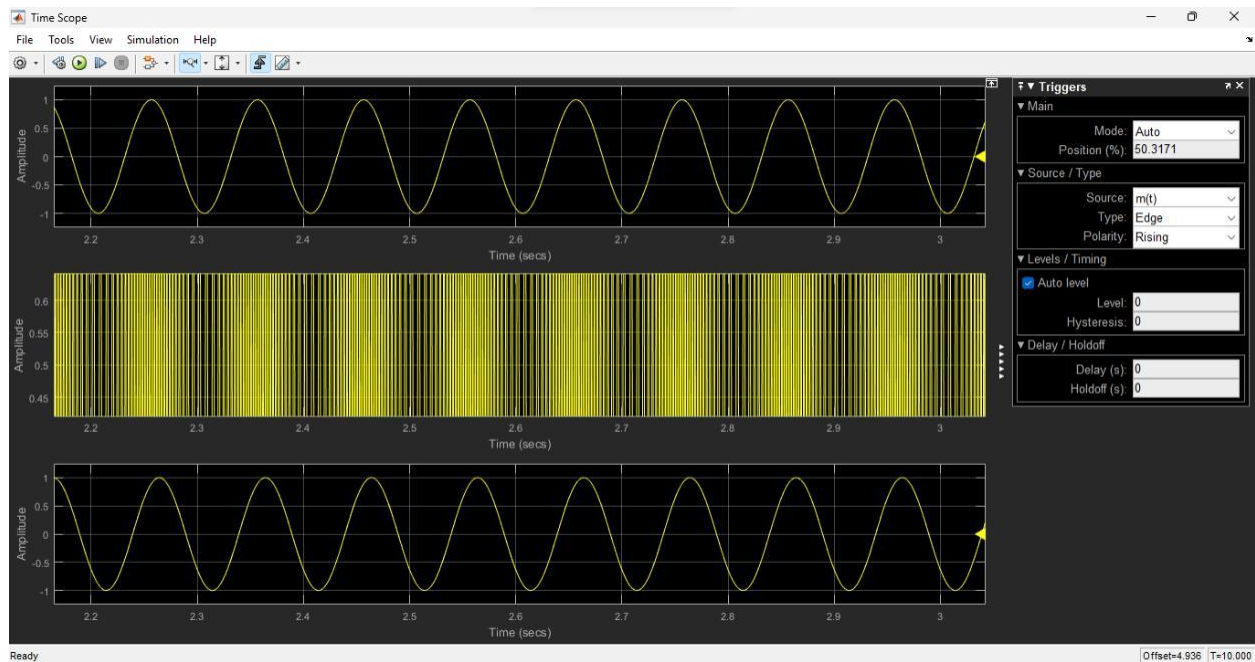 Time Scope
File Tools View Simulation Help
1
0.5
0
-0.5
-1
Amplitude
2.2 2.3 2.4 2.5 2.6 2.7 2.8 2.9 3
Time (secs)
0.6
0.55
0.5
0.45
Amplitude
2.2 2.3 2.4 2.5 2.6 2.7 2.8 2.9 3
Time (secs)
1
0.5
0
-0.5
-1
Amplitude
2.2 2.3 2.4 2.5 2.6 2.7 2.8 2.9 3
Time (secs)
Triggers
Main
Mode: Auto
Position (%): 50.3171
Source / Type
Source: m(t)
Type: Edge
Polarity: Rising
Levels / Timing
Auto level
Level: 0
Hysteresis: 0
Delay / Holdoff
Delay (s): 0
Holdoff (s): 0
Ready
Offset=4.936 T=10.000